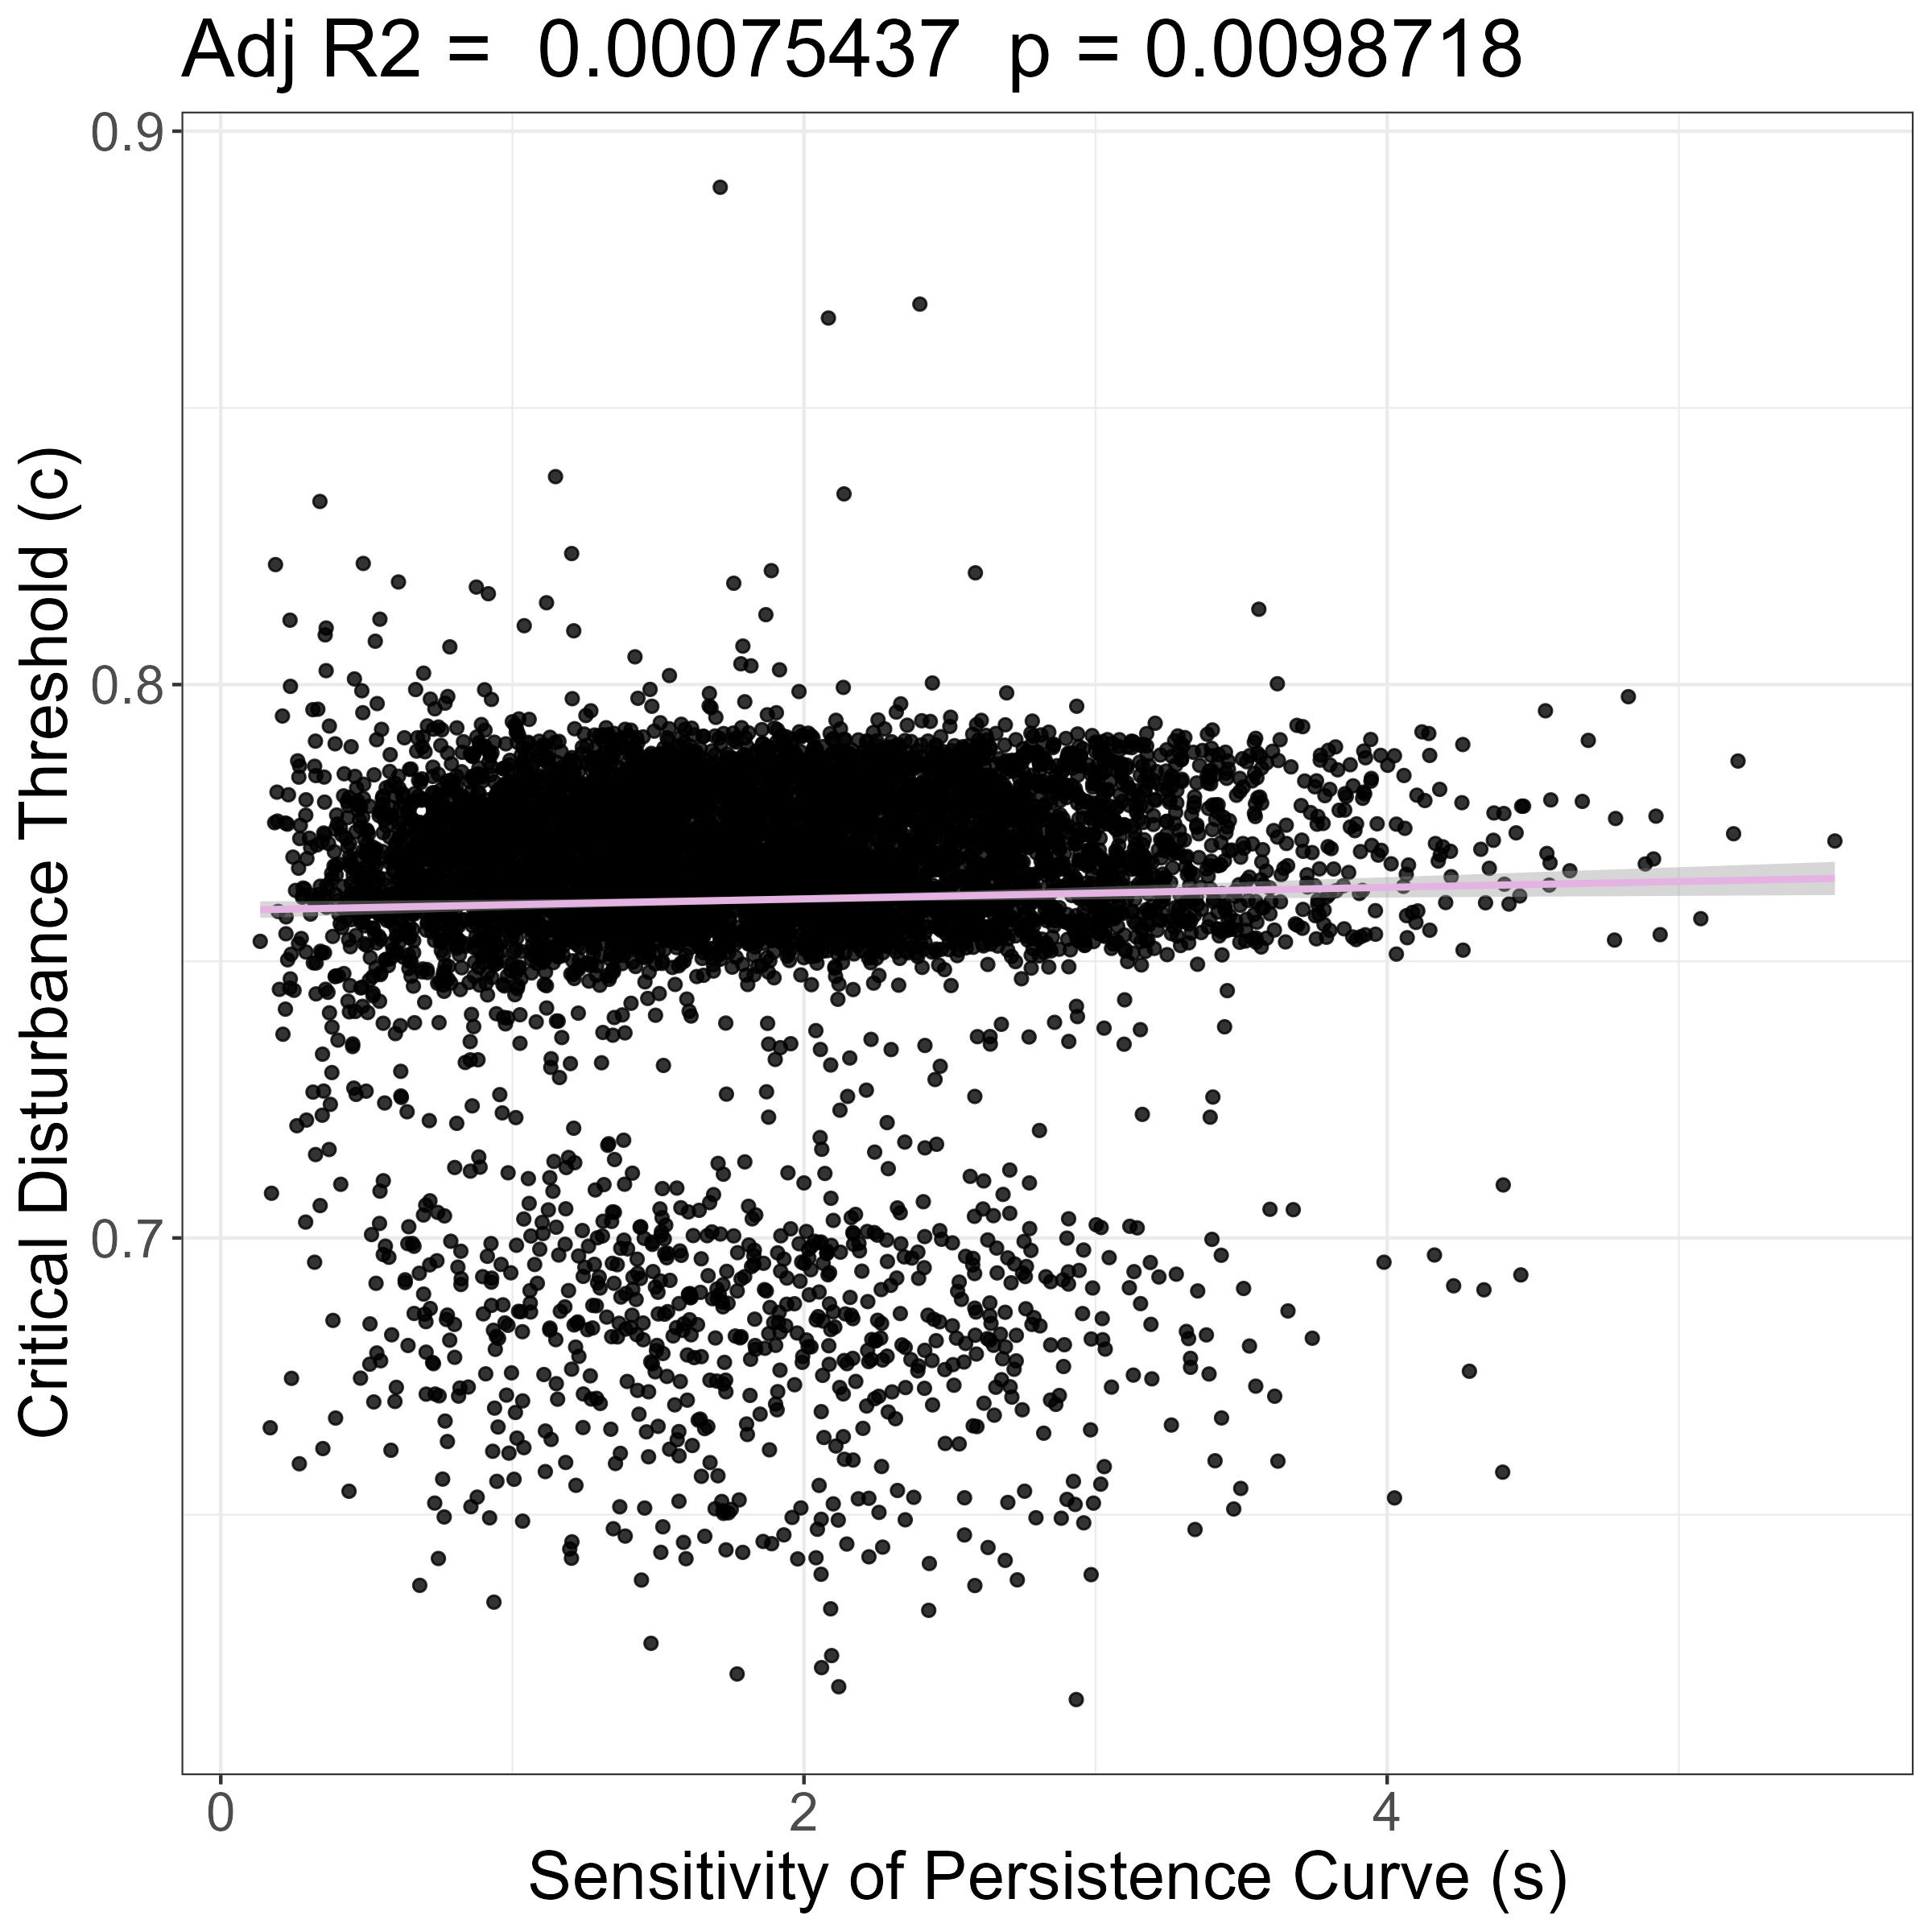 Adj R2 =  0.00075437  p = 0.0098718
0.9
0.8
0.7
Critical Disturbance Threshold (c)
0
2
4
Sensitivity of Persistence Curve (s)